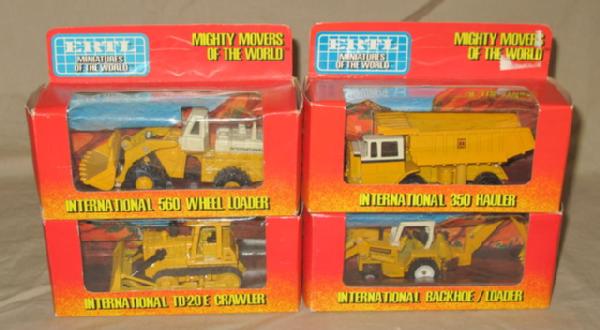 ERTL
MINIATURES
OF THE WORLD
MIGHTY MOVERS
OF THE WORLD
ERTL
MINIATURES
OF THE WORLD
MIGHTY MOVERS
OF THE WORLD
INTERNATIONAL
INTERNATIONAL 560 WHEEL LOADER
INTERNATIONAL 350 HAULER
INTERNATIONAL TD-20 E CRAWLER
INTERNATIONAL BACKHOE/LOADER